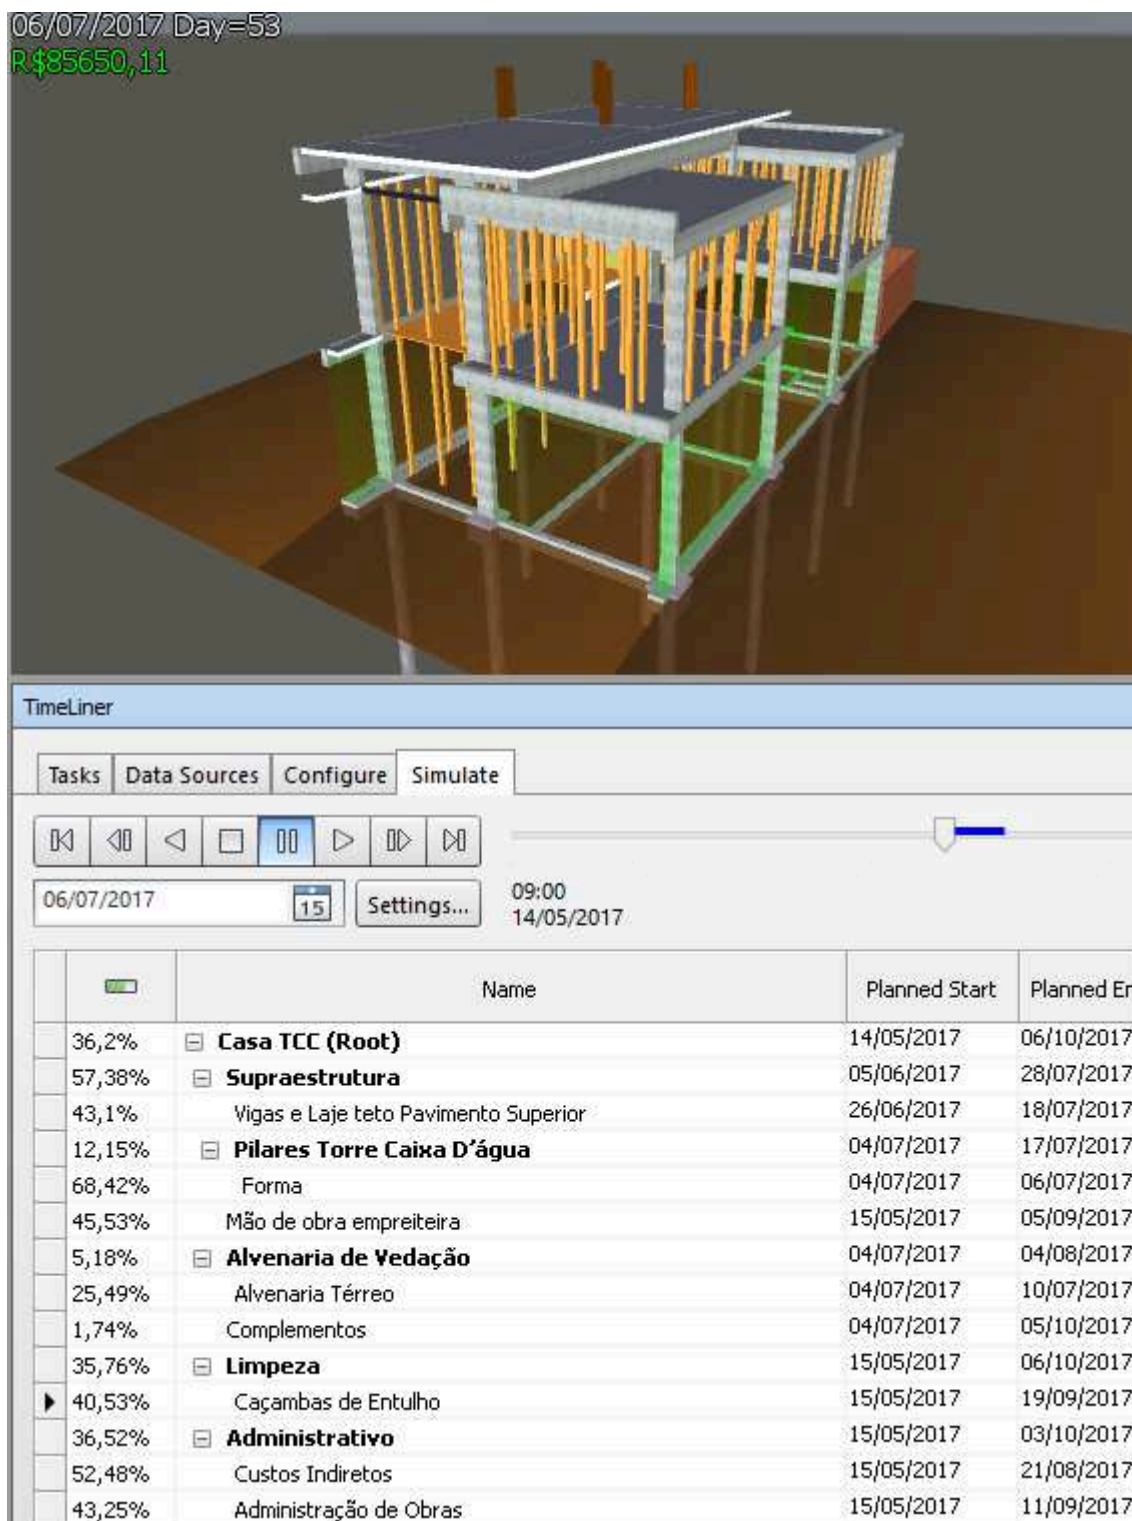 06/07/2017 Day=53
R$85650,11
TimeLiner
Tasks Data Sources Configure Simulate
06/07/2017 15 Settings... 09:00
14/05/2017
Name Planned Start Planned En
36,2% Casa TCC (Root) 14/05/2017 06/10/2017
57,38% Supraestrutura 05/06/2017 28/07/2017
43,1% Vigas e Laje teto Pavimento Superior 26/06/2017 18/07/2017
12,15% Pilares Torre Caixa D'água 04/07/2017 17/07/2017
68,42% Forma 04/07/2017 06/07/2017
45,53% Mão de obra empreiteira 15/05/2017 05/09/2017
5,18% Alvenaria de Vedação 04/07/2017 04/08/2017
25,49% Alvenaria Térreo 04/07/2017 10/07/2017
1,74% Complementos 04/07/2017 05/10/2017
35,76% Limpeza 15/05/2017 06/10/2017
40,53% Caçambas de Entulho 15/05/2017 19/09/2017
36,52% Administrativo 15/05/2017 03/10/2017
52,48% Custos Indiretos 15/05/2017 21/08/2017
43,25% Administração de Obras 15/05/2017 11/09/2017